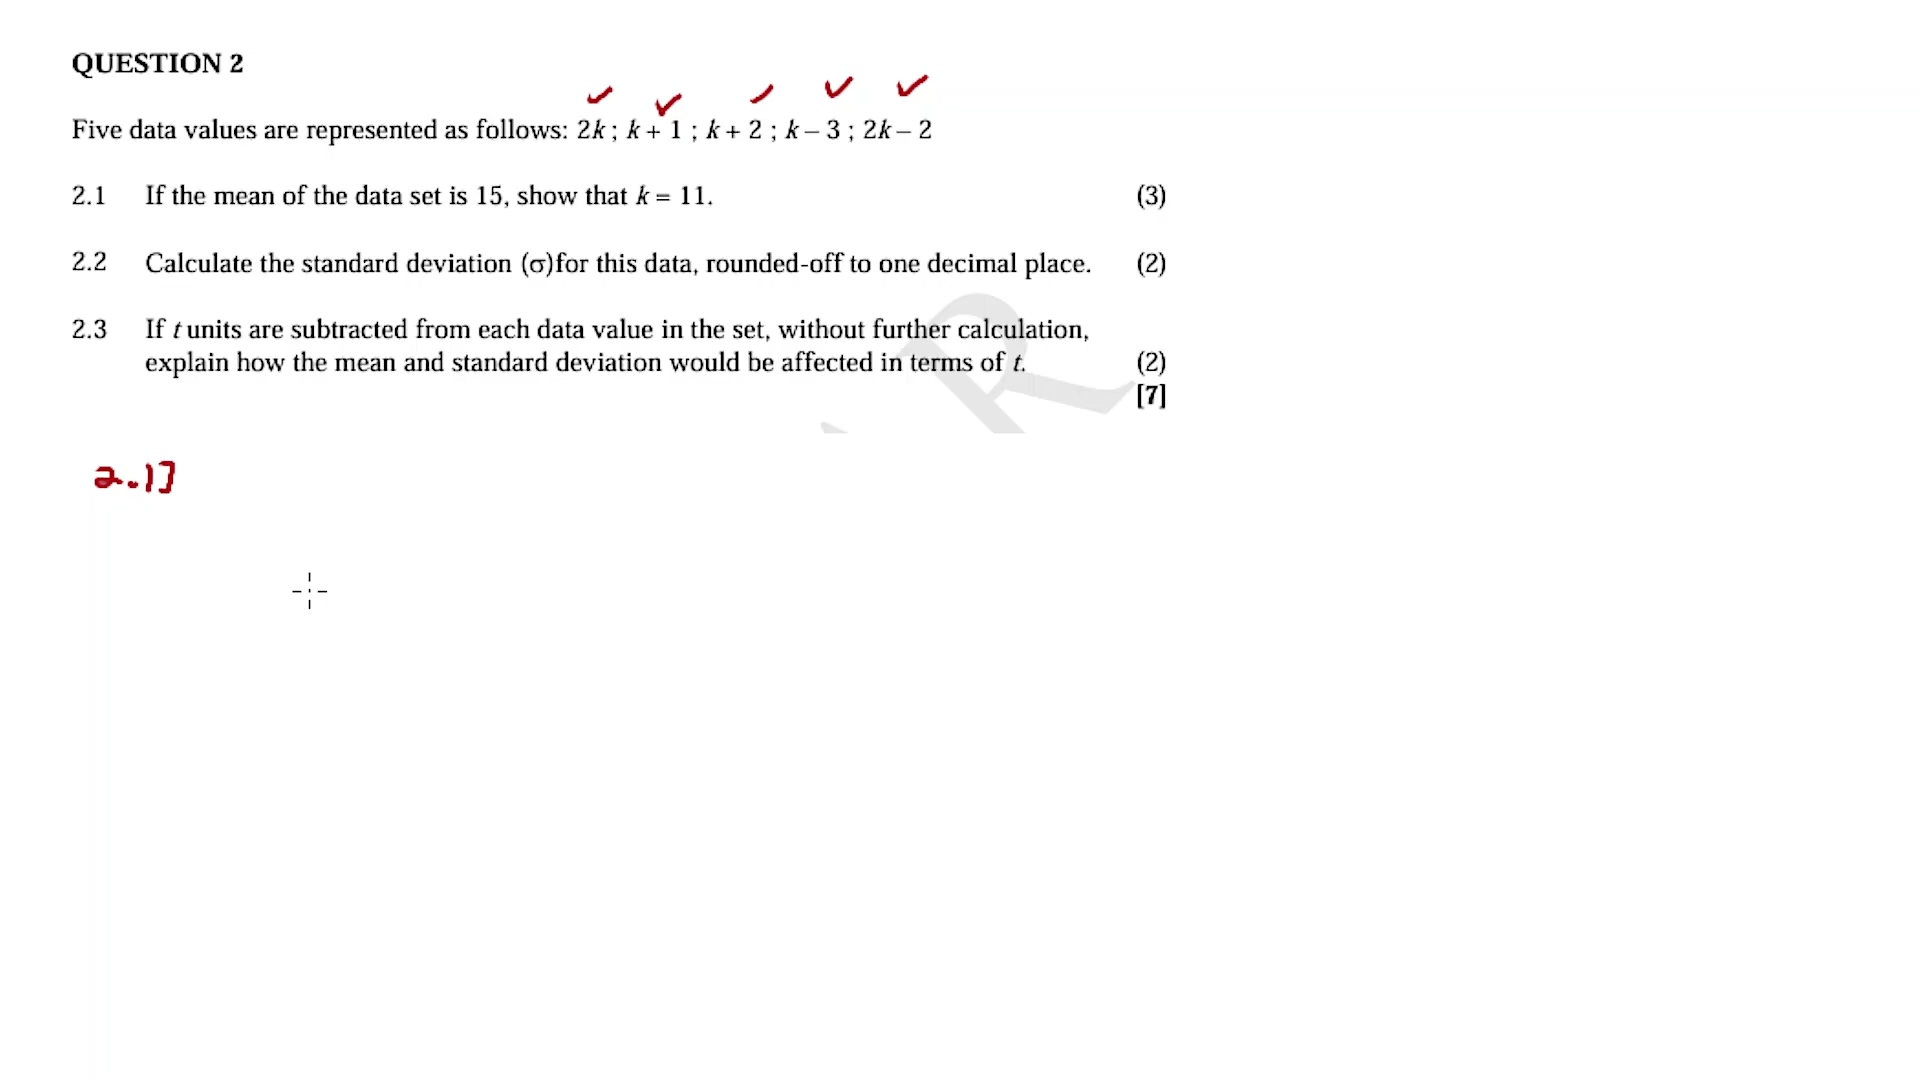 QUESTION 2
Five data values are represented as follows: 2k ; k + 1 ; k + 2 ; k – 3 ; 2k – 2
2.1 If the mean of the data set is 15, show that k = 11. (3)
2.2 Calculate the standard deviation (σ)for this data, rounded-off to one decimal place. (2)
2.3 If t units are subtracted from each data value in the set, without further calculation,
explain how the mean and standard deviation would be affected in terms of t. (2)
[7]
R
2.1]